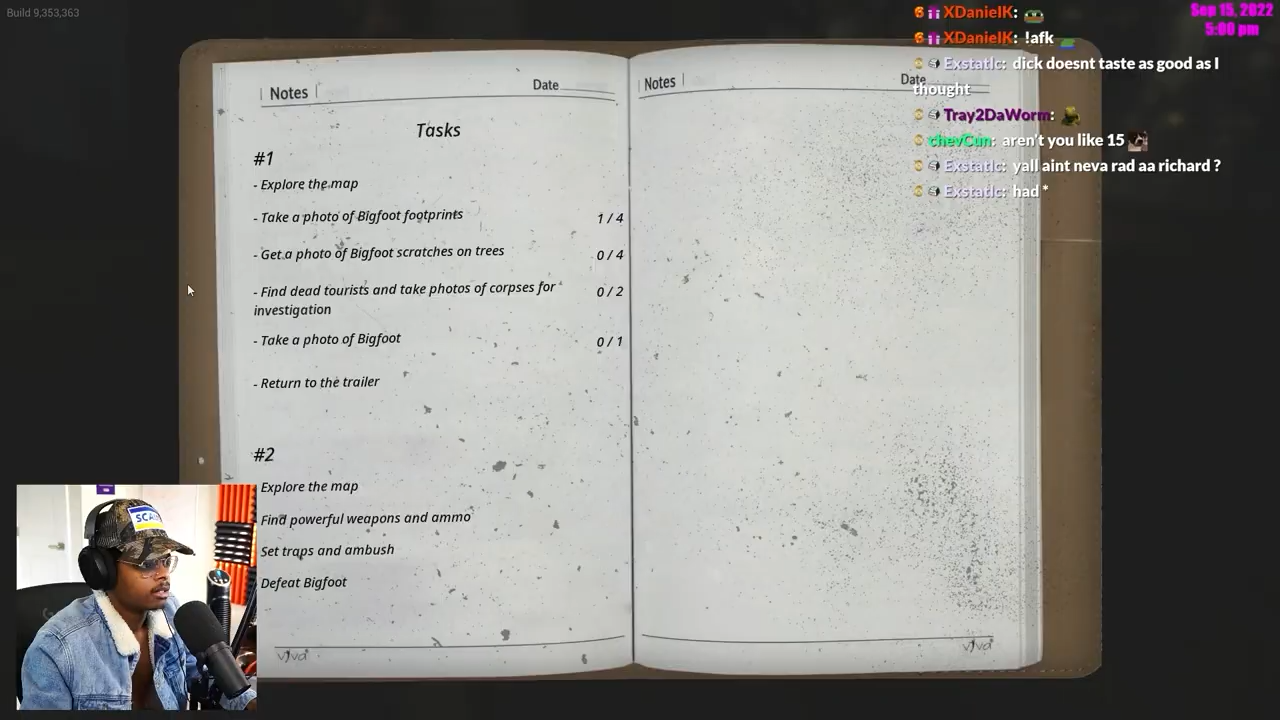 Build 9,353,363
Sep 15, 2022
5:00 pm
XDanielK:
XDanielK: !afk
Exstatlc: dick doesnt taste as good as I
thought
Tray2DaWorm:
chevCun: aren't you like 15
Exstatlc: yall aint neva rad aa richard ?
Exstatlc: had *
Notes
Date
Tasks
#1
- Explore the map
- Take a photo of Bigfoot footprints 1 / 4
- Get a photo of Bigfoot scratches on trees 0 / 4
- Find dead tourists and take photos of corpses for 0 / 2
investigation
- Take a photo of Bigfoot 0 / 1
- Return to the trailer
#2
Explore the map
Find powerful weapons and ammo
Set traps and ambush
Defeat Bigfoot
Notes
Date